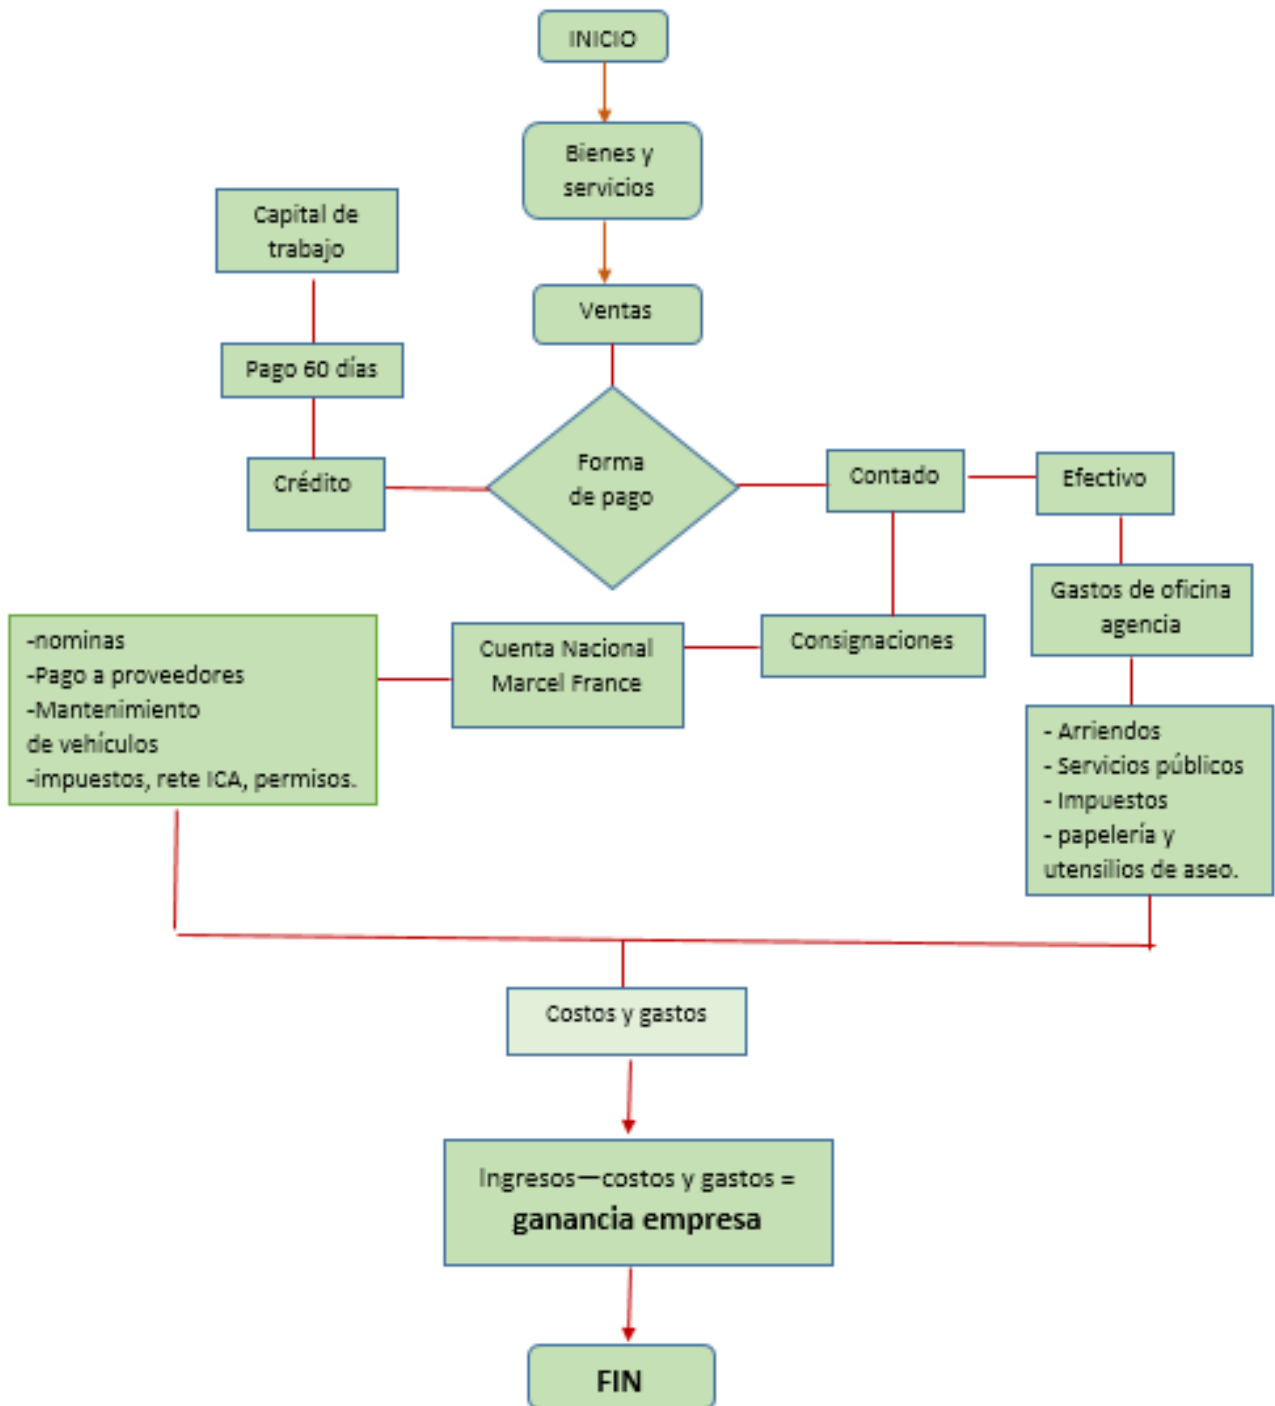 INICIO
Bienes y
servicios
Capital de
trabajo
Ventas
Pago 60 días
Forma
de pago
Crédito
Contado
Efectivo
Gastos de oficina
agencia
Consignaciones
Cuenta Nacional
Marcel France
-nominas
-Pago a proveedores
-Mantenimiento
de vehículos
-impuestos, rete ICA, permisos.
- Arriendos
- Servicios públicos
- Impuestos
- papelería y
utensilios de aseo.
Costos y gastos
Ingresos—costos y gastos =
ganancia empresa
FIN